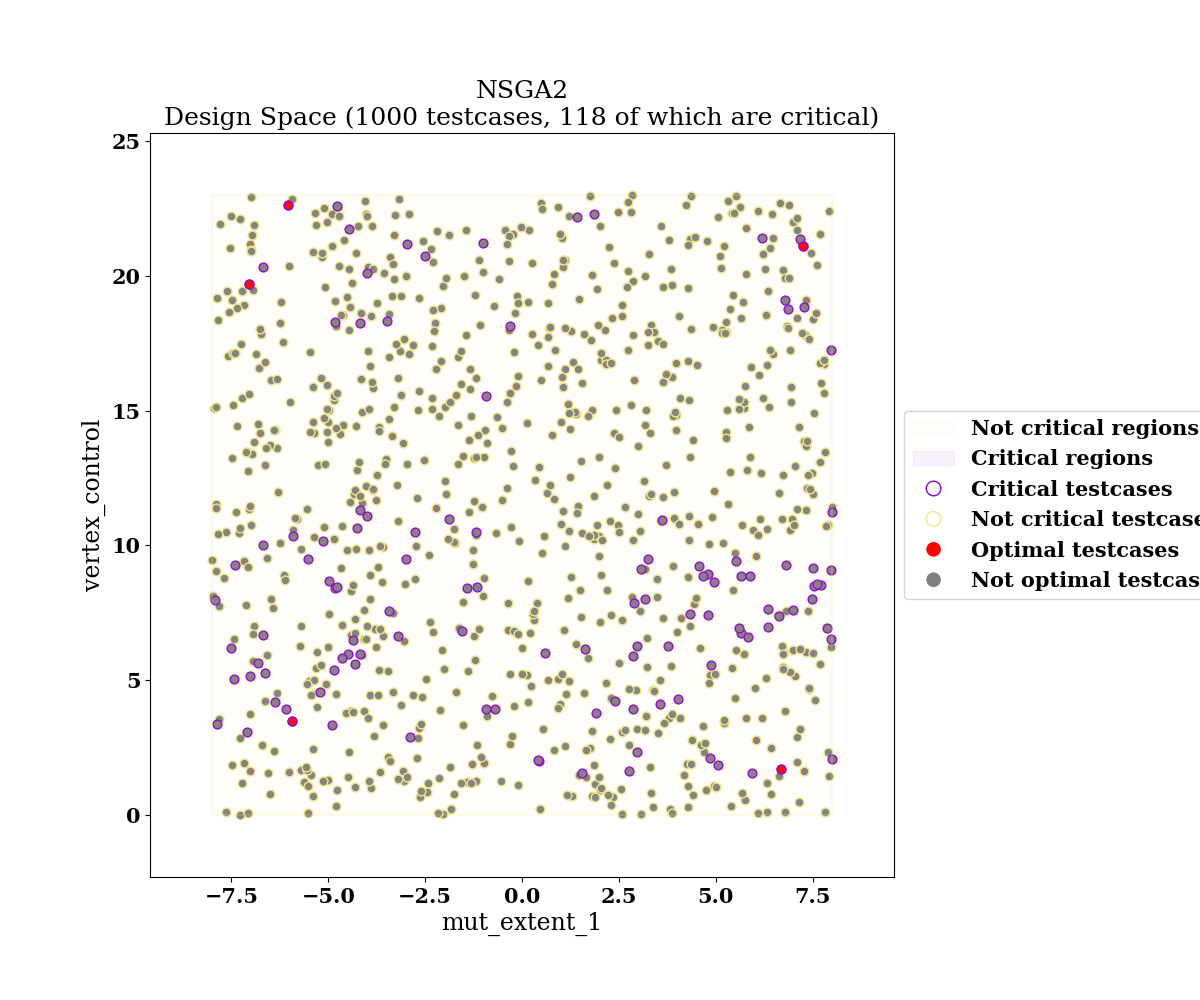 NSGA2
Design Space (1000 testcases, 118 of which are critical)
25
20
15
10
5
0
vertex_control
−7.5
−5.0
−2.5
0.0
2.5
5.0
7.5
mut_extent_1
Not critical regions
Critical regions
Critical testcases
Not critical testcase
Optimal testcases
Not optimal testcas